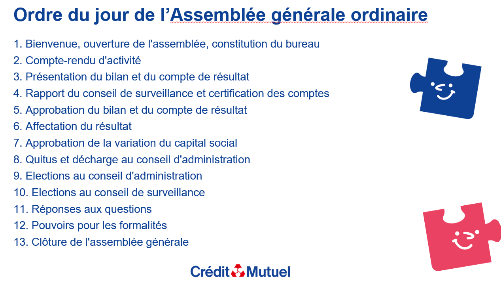 Ordre du jour de l'Assemblée générale ordinaire
1. Bienvenue, ouverture de l'assemblée, constitution du bureau
2. Compte-rendu d'activité
3. Présentation du bilan et du compte de résultat
4. Rapport du conseil de surveillance et certification des comptes
5. Approbation du bilan et du compte de résultat
6. Affectation du résultat
7. Approbation de la variation du capital social
8. Quitus et décharge au conseil d'administration
9. Elections au conseil d'administration
10. Elections au conseil de surveillance
11. Réponses aux questions
12. Pouvoirs pour les formalités
13. Clôture de l'assemblée générale
Crédit Mutuel